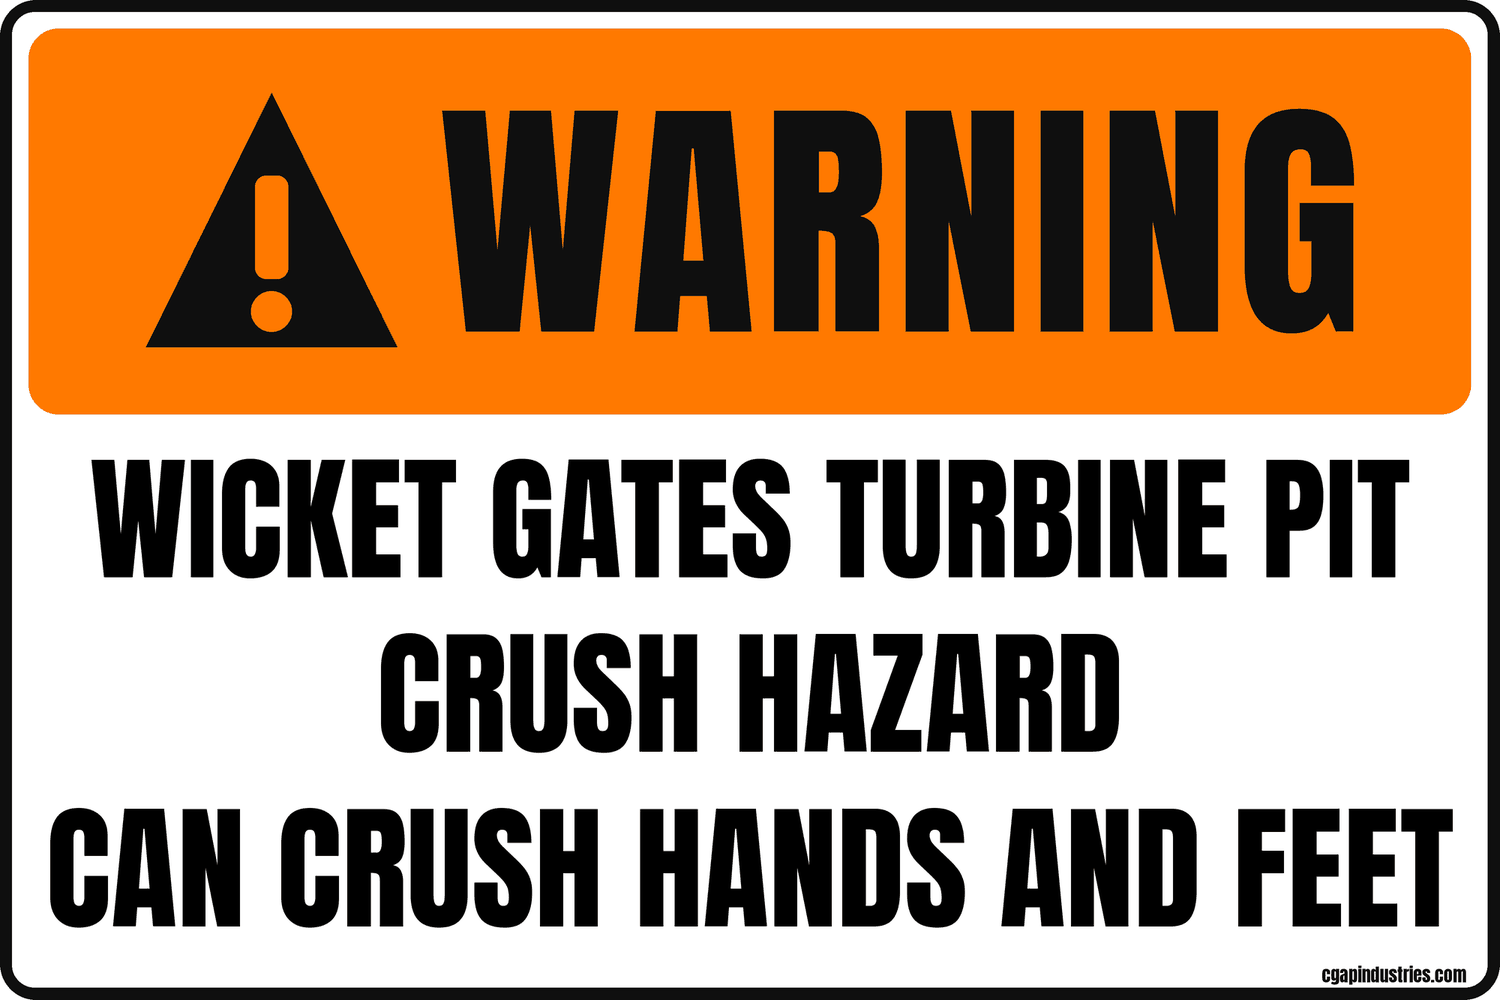 WARNING
WICKET GATES TURBINE PIT
CRUSH HAZARD
CAN CRUSH HANDS AND FEET
cgapindustries.com